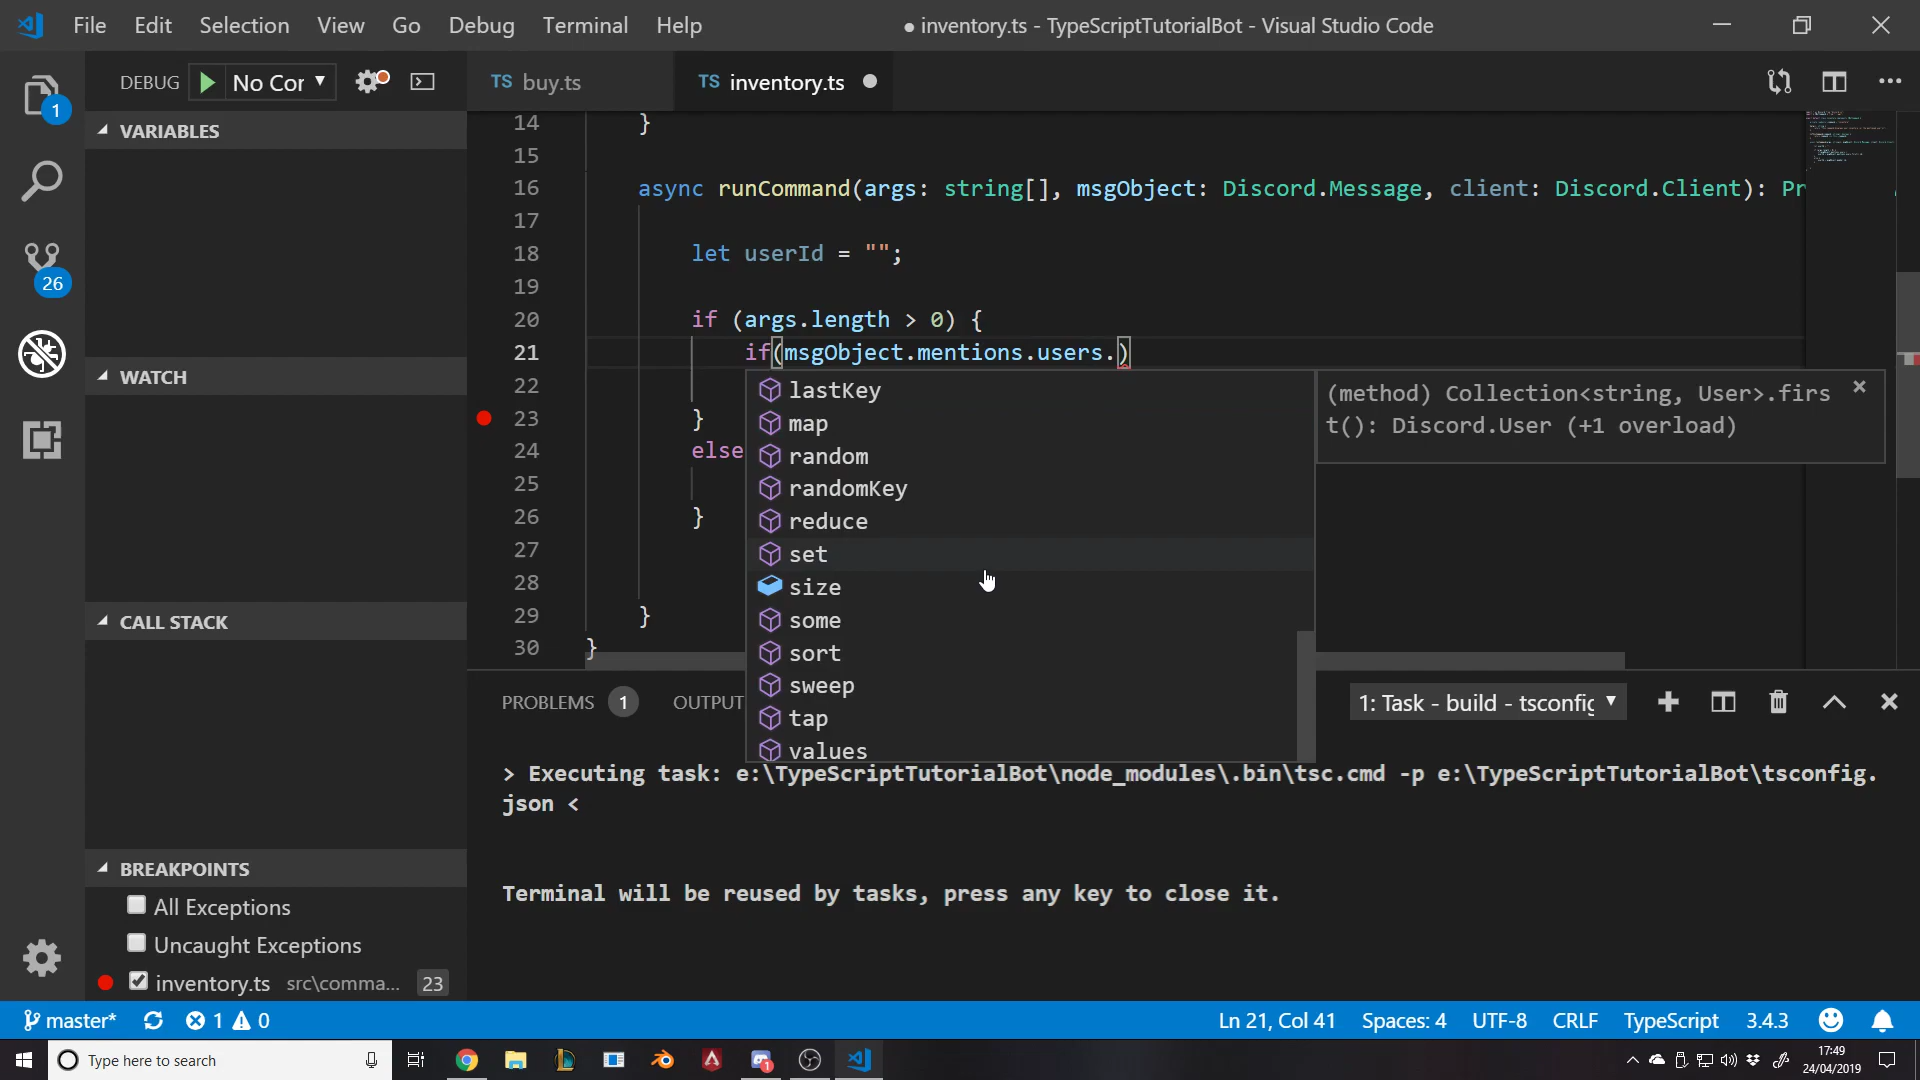 File Edit Selection View Go Debug Terminal Help ● inventory.ts - TypeScriptTutorialBot - Visual Studio Code
DEBUG No Cor
TS buy.ts TS inventory.ts
1
26
VARIABLES
WATCH
CALL STACK
BREAKPOINTS
All Exceptions
Uncaught Exceptions
inventory.ts src\comma... 23
14 }
15
16 async runCommand(args: string[], msgObject: Discord.Message, client: Discord.Client): Pr
17
18 let userId = "";
19
20 if (args.length > 0) {
21 if(msgObject.mentions.users.)
22
23 }
24 else
25
26 }
27
28
29 }
30 }
lastKey
map
random
randomKey
reduce
set
size
some
sort
sweep
tap
values
(method) Collection<string, User>.firs
t(): Discord.User (+1 overload)
PROBLEMS 1 OUTPUT 1: Task - build - tsconfig
> Executing task: e:\TypeScriptTutorialBot\node_modules\.bin\tsc.cmd -p e:\TypeScriptTutorialBot\tsconfig.
json <
Terminal will be reused by tasks, press any key to close it.
master* 1 0 Ln 21, Col 41 Spaces: 4 UTF-8 CRLF TypeScript 3.4.3
Type here to search
1
17:49
24/04/2019